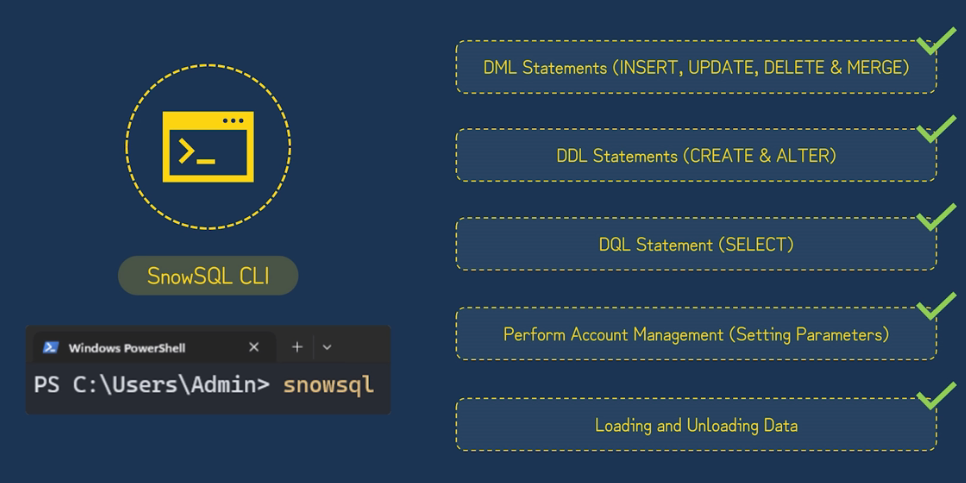 SnowSQL CLI
Windows PowerShell
PS C:\Users\Admin> snowsql
DML Statements (INSERT, UPDATE, DELETE & MERGE)
DDL Statements (CREATE & ALTER)
DQL Statement (SELECT)
Perform Account Management (Setting Parameters)
Loading and Unloading Data